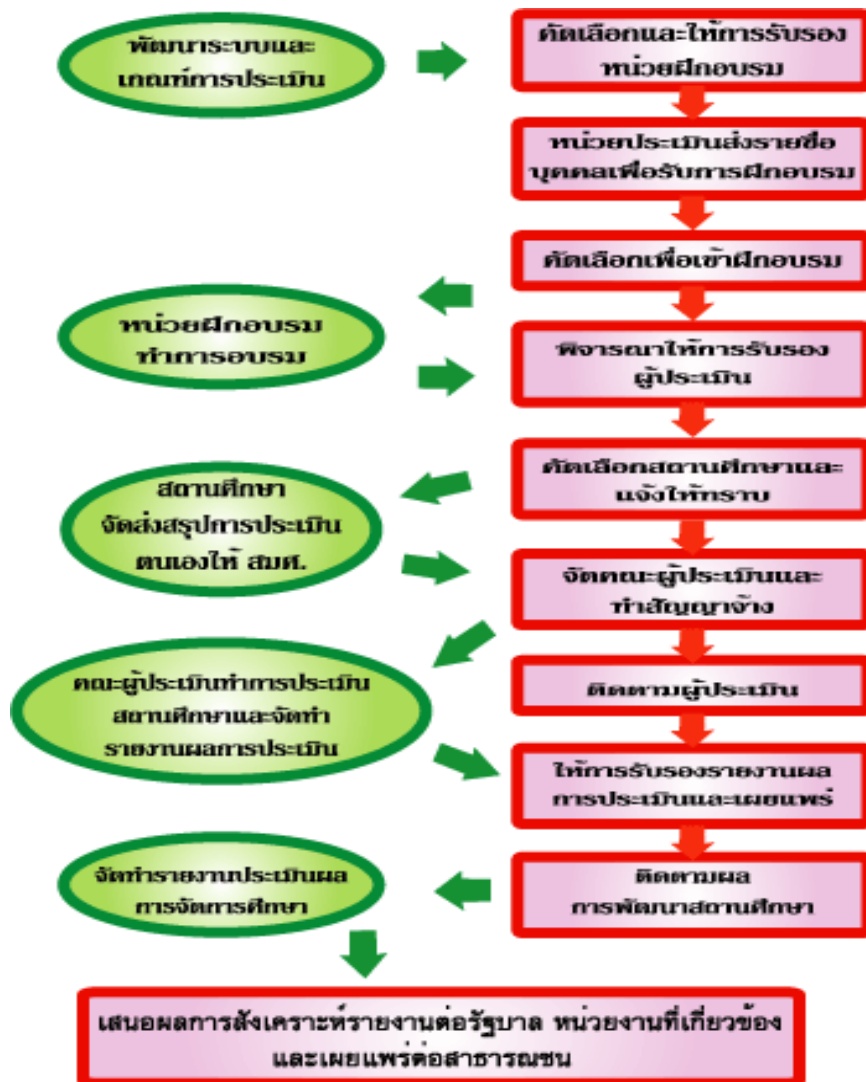 พัฒนาระบบและ
เกณฑ์การประเมิน
คัดเลือกและให้การรับรอง
หน่วยฝึกอบรม
หน่วยประเมินส่งรายชื่อ
บุคคลเพื่อรับการฝึกอบรม
คัดเลือกเพื่อเข้าฝึกอบรม
หน่วยฝึกอบรม
ทำการอบรม
พิจารณาให้การรับรอง
ผู้ประเมิน
คัดเลือกสถานศึกษาและ
แจ้งให้ทราบ
สถานศึกษา
จัดส่งสรุปการประเมิน
ตนเองให้ สมศ.
จัดคณะผู้ประเมินและ
ทำสัญญาจ้าง
คณะผู้ประเมินทำการประเมิน
สถานศึกษาและจัดทำ
รายงานผลการประเมิน
ติดตามผู้ประเมิน
ให้การรับรองรายงานผล
การประเมินและเผยแพร่
ติดตามผล
การพัฒนาสถานศึกษา
จัดทำรายงานประเมินผล
การจัดการศึกษา
เสนอผลการสังเคราะห์รายงานต่อรัฐบาล หน่วยงานที่เกี่ยวข้อง
และเผยแพร่ต่อสาธารณชน